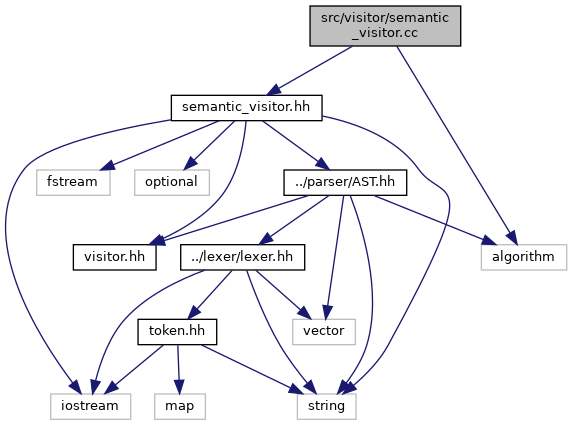 src/visitor/semantic
_visitor.cc
semantic_visitor.hh
fstream
optional
../parser/AST.hh
visitor.hh
../lexer/lexer.hh
algorithm
token.hh
vector
iostream
map
string